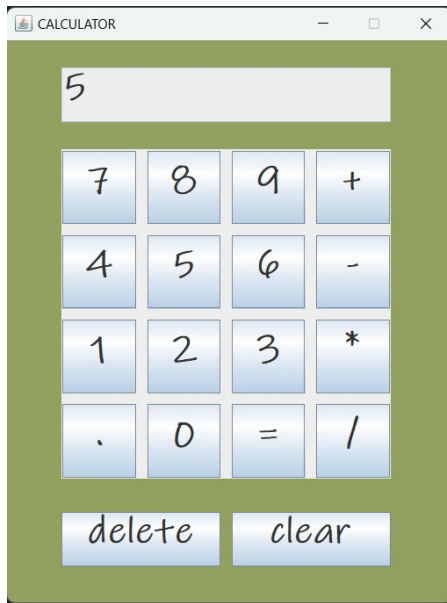 CALCULATOR
5
7 8 9 +
4 5 6 -
1 2 3 *
. 0 = /
delete clear